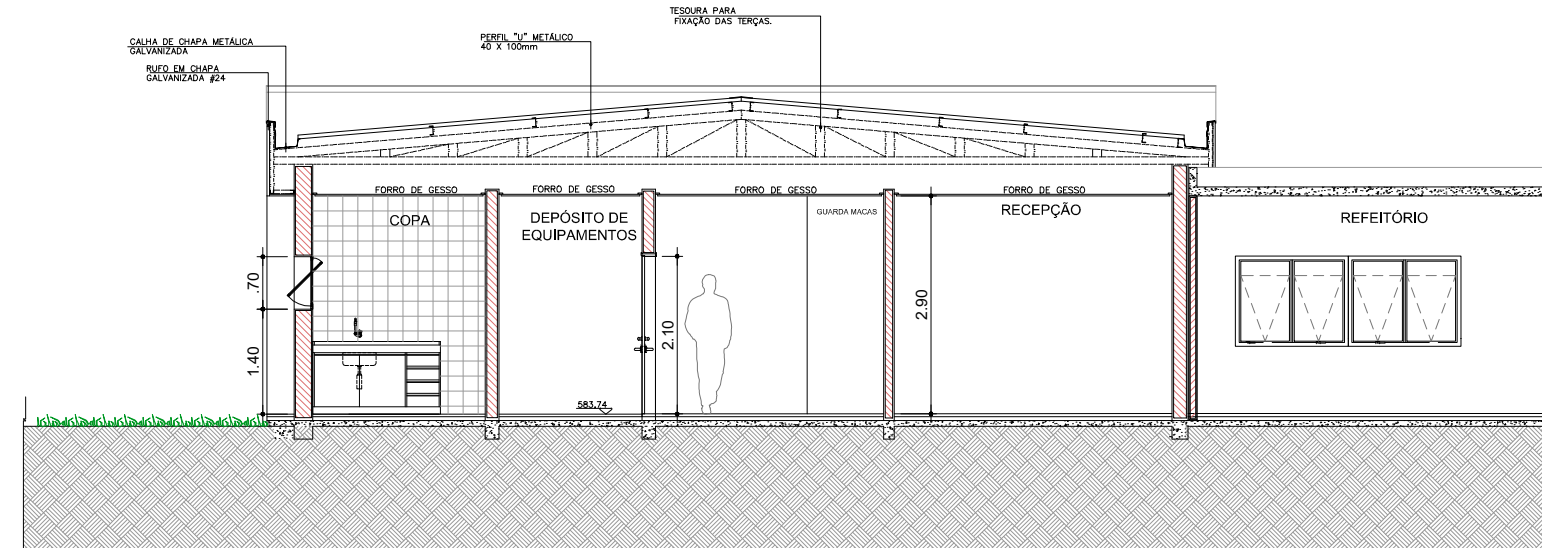 TESOURA PARA
FIXAÇÃO DAS TERÇAS.
CALHA DE CHAPA METÁLICA
GALVANIZADA
PERFIL "U" METÁLICO
40 X 100mm
RUFO EM CHAPA
GALVANIZADA #24
FORRO DE GESSO
FORRO DE GESSO
FORRO DE GESSO
FORRO DE GESSO
COPA
DEPÓSITO DE
EQUIPAMENTOS
GUARDA MACAS
RECEPÇÃO
REFEITÓRIO
.70
1.40
2.10
2.90
583,74